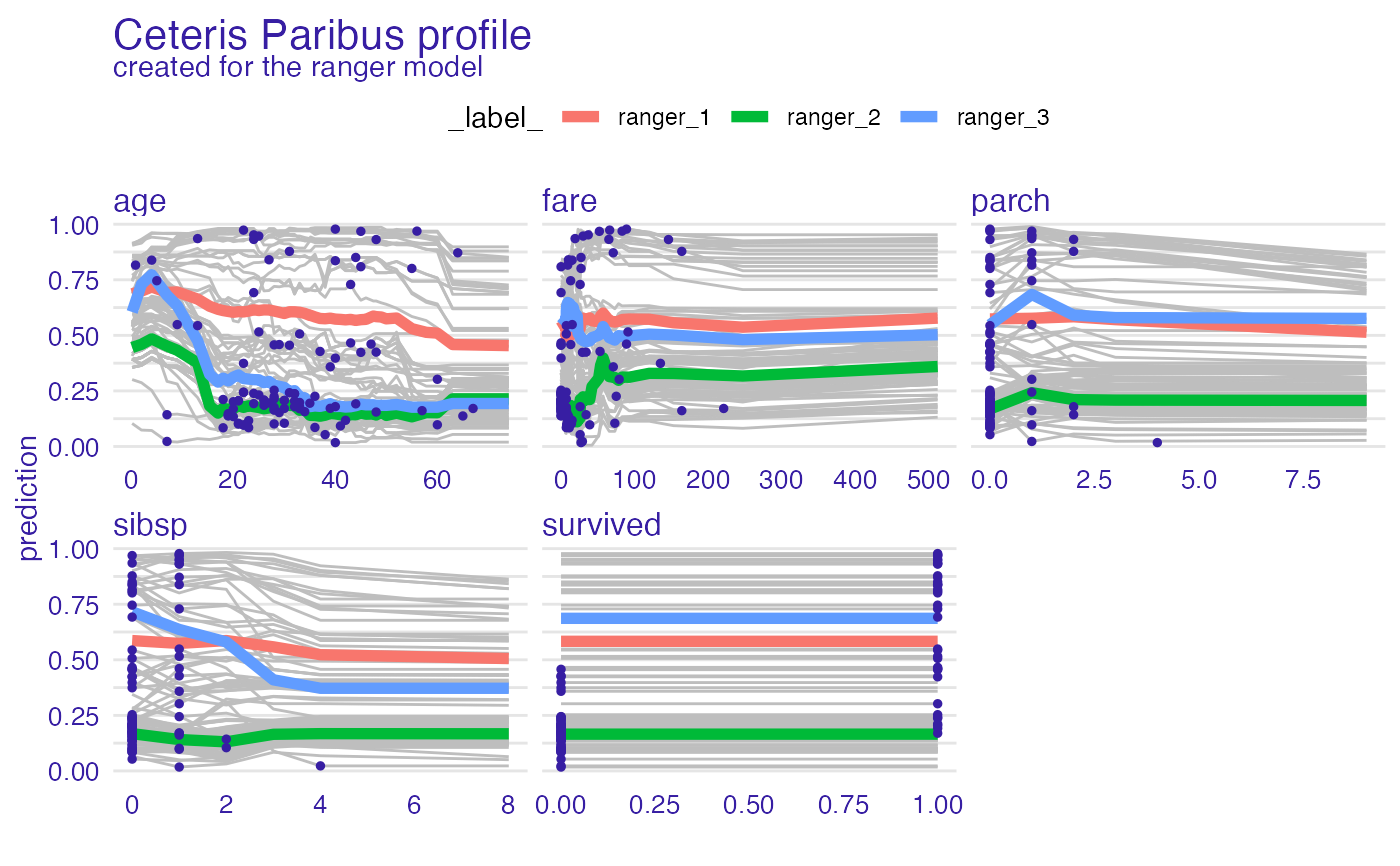 Ceteris Paribus profile
created for the ranger model
_label_ ranger_1 ranger_2 ranger_3
age fare parch
1.00
0.75
0.50
0.25
0.00
0 20 40 60 0 100 200 300 400 500 0.0 2.5 5.0 7.5
prediction
sibsp survived
1.00
0.75
0.50
0.25
0.00
0 2 4 6 8 0.00 0.25 0.50 0.75 1.00